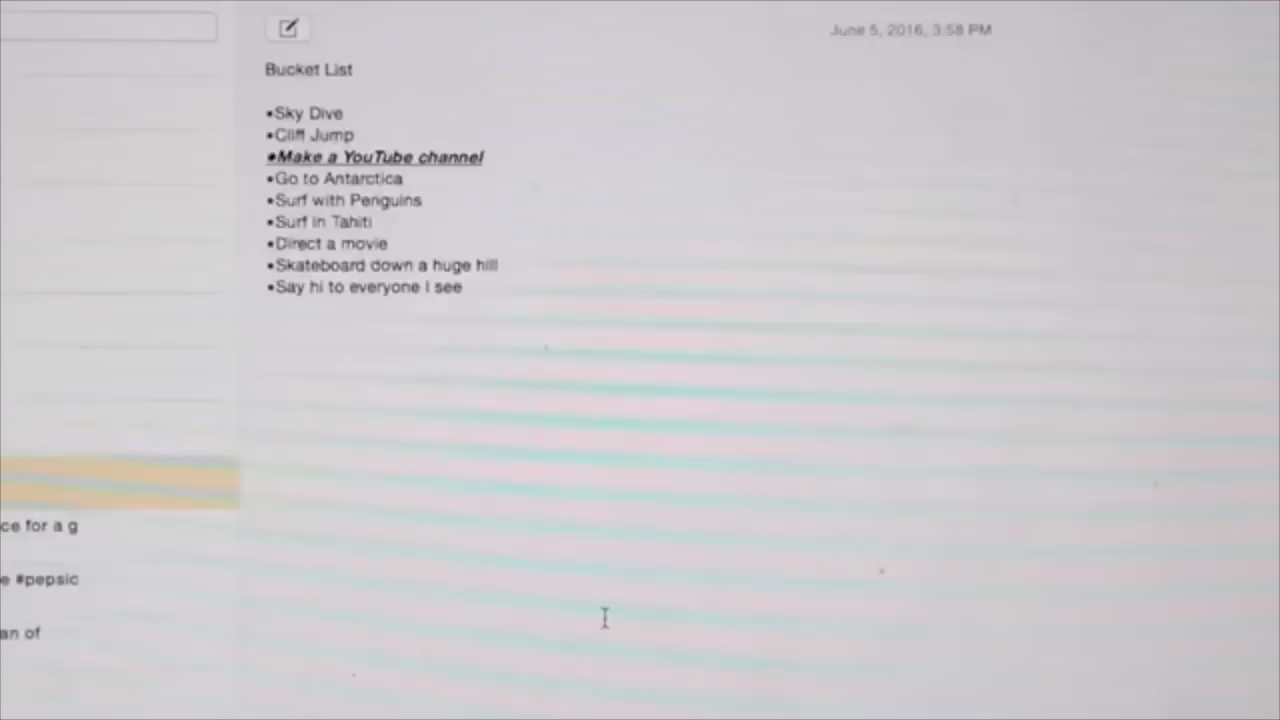 June 5, 2016, 3:58 PM
Bucket List
•Sky Dive
•Cliff Jump
•Make a YouTube channel
•Go to Antarctica
•Surf with Penguins
•Surf in Tahiti
•Direct a movie
•Skateboard down a huge hill
•Say hi to everyone I see
ce for a g
e #pepsic
an of